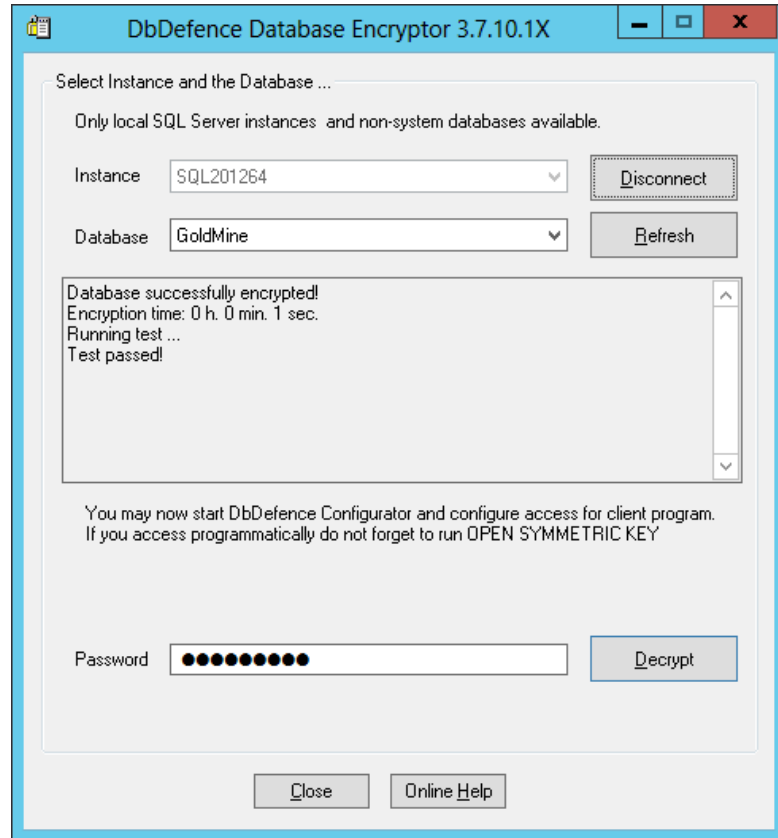 DbDefence Database Encryptor 3.7.10.1X
Select Instance and the Database ...
Only local SQL Server instances  and non-system databases available.
Instance SQL201264 Disconnect
Database GoldMine Refresh
Database successfully encrypted!
Encryption time: 0 h. 0 min. 1 sec.
Running test ...
Test passed!
You may now start DbDefence Configurator and configure access for client program.
If you access programmatically do not forget to run OPEN SYMMETRIC KEY
Password ●●●●●●●●● Decrypt
Close Online Help